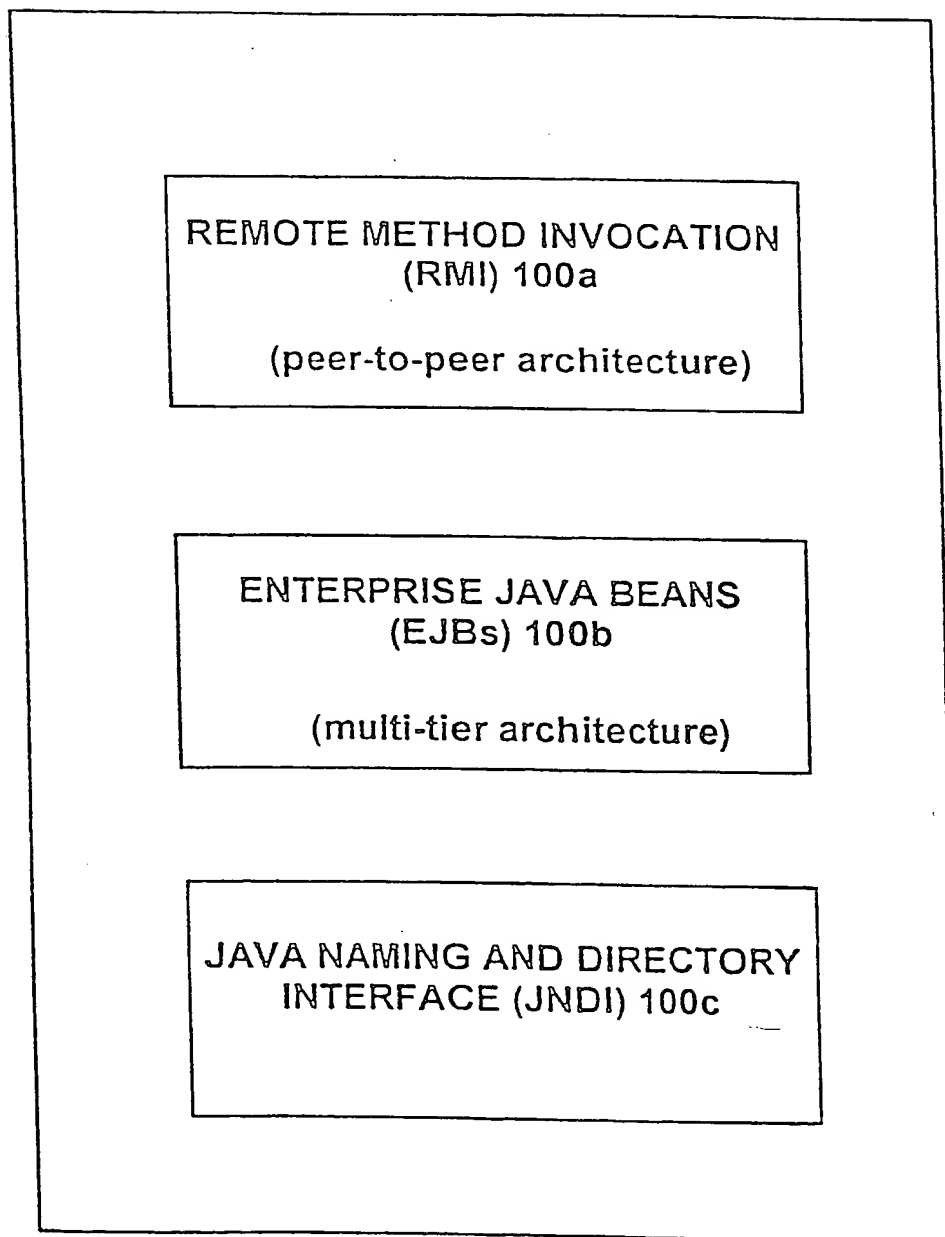 REMOTE METHOD INVOCATION
(RMI) 100a
(peer-to-peer architecture)
ENTERPRISE JAVA BEANS
(EJBs) 100b
(multi-tier architecture)
JAVA NAMING AND DIRECTORY
INTERFACE (JNDI) 100c